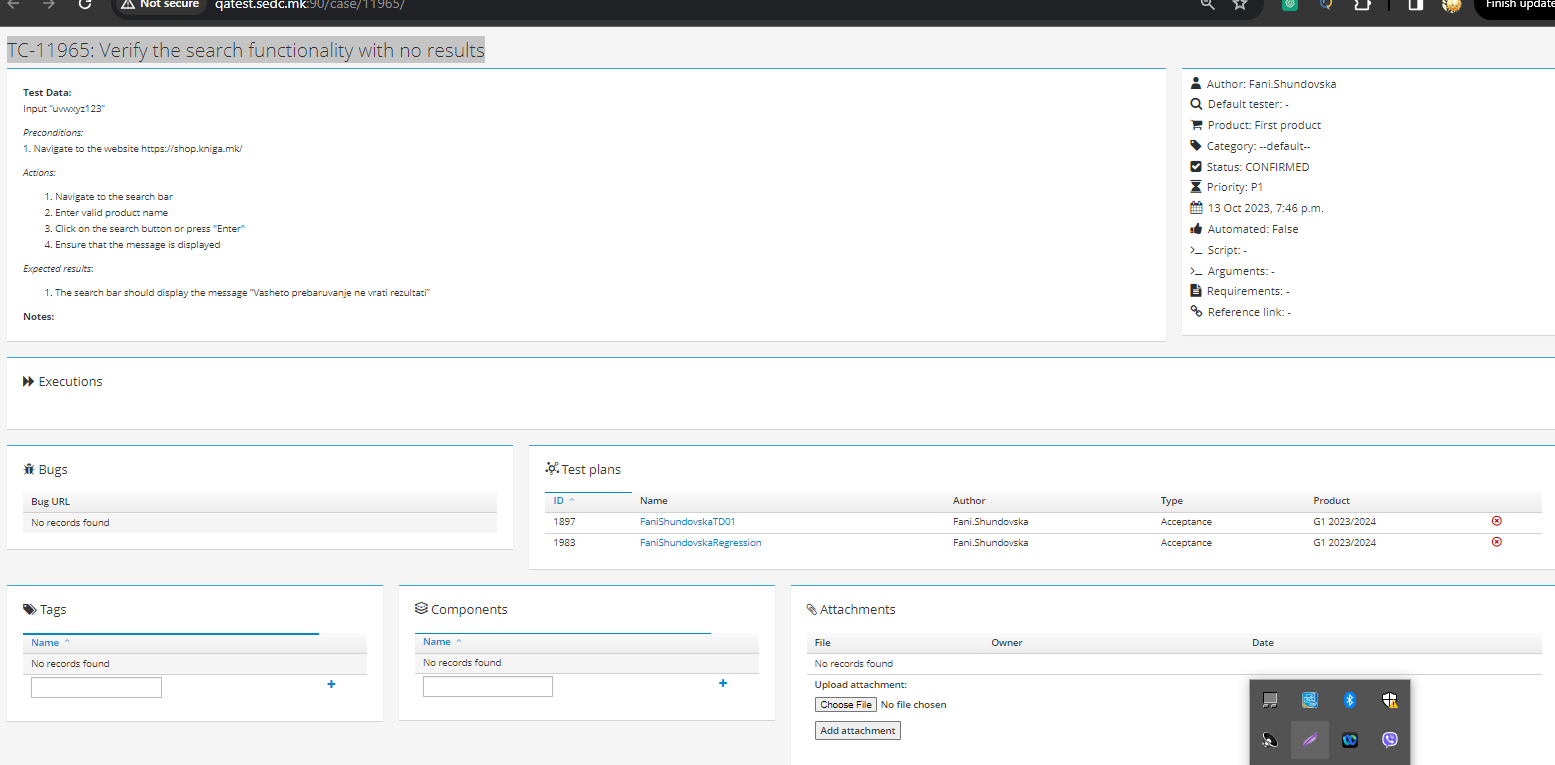 Not secure qatest.sedc.mk:90/case/11965/ Finish update
TC-11965: Verify the search functionality with no results
Test Data:
Input “uvwxyz123”
Preconditions:
1. Navigate to the website https://shop.kniga.mk/
Actions:
1. Navigate to the search bar
2. Enter valid product name
3. Click on the search button or press "Enter"
4. Ensure that the message is displayed
Expected results:
1. The search bar should display the message “Vasheto prebaruvanje ne vrati rezultati”
Notes:
Author: Fani.Shundovska
Default tester: -
Product: First product
Category: --default--
Status: CONFIRMED
Priority: P1
13 Oct 2023, 7:46 p.m.
Automated: False
Script: -
Arguments: -
Requirements: -
Reference link: -
Executions
Bugs
Bug URL
No records found
Test plans
ID Name Author Type Product
1897 FaniShundovskaTD01 Fani.Shundovska Acceptance G1 2023/2024
1983 FaniShundovskaRegression Fani.Shundovska Acceptance G1 2023/2024
Tags
Name
No records found
Components
Name
No records found
Attachments
File Owner Date
No records found
Upload attachment:
Choose File No file chosen
Add attachment